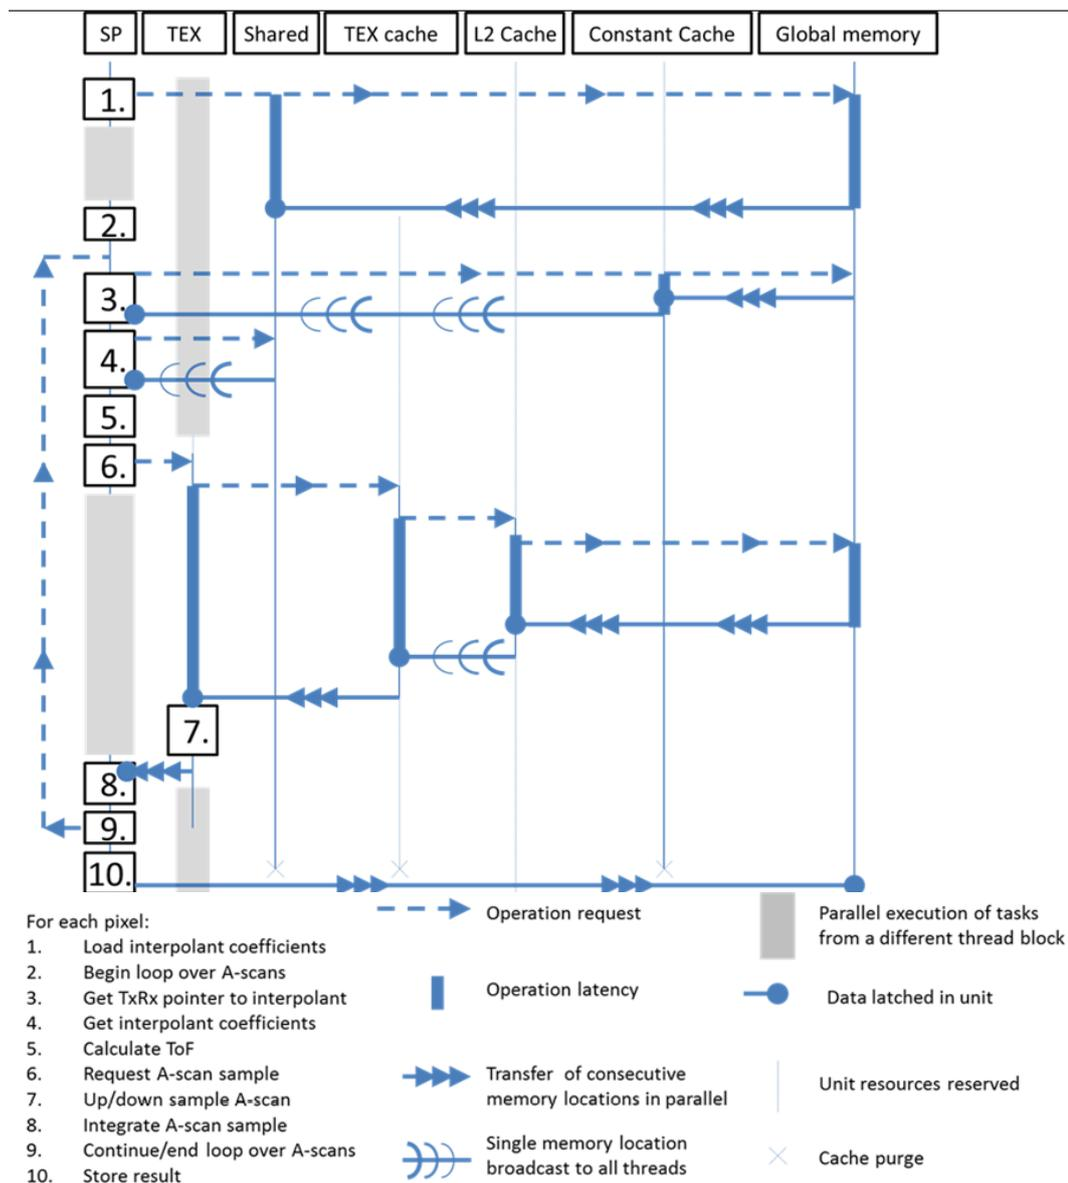 SP TEX Shared TEX cache L2 Cache Constant Cache Global memory
1.
2.
3.
4.
5.
6.
7.
8.
9.
10.
For each pixel:
1. Load interpolant coefficients
2. Begin loop over A-scans
3. Get TxRx pointer to interpolant
4. Get interpolant coefficients
5. Calculate ToF
6. Request A-scan sample
7. Up/down sample A-scan
8. Integrate A-scan sample
9. Continue/end loop over A-scans
10. Store result
Operation request
Operation latency
Transfer of consecutive
memory locations in parallel
Single memory location
broadcast to all threads
Parallel execution of tasks
from a different thread block
Data latched in unit
Unit resources reserved
Cache purge